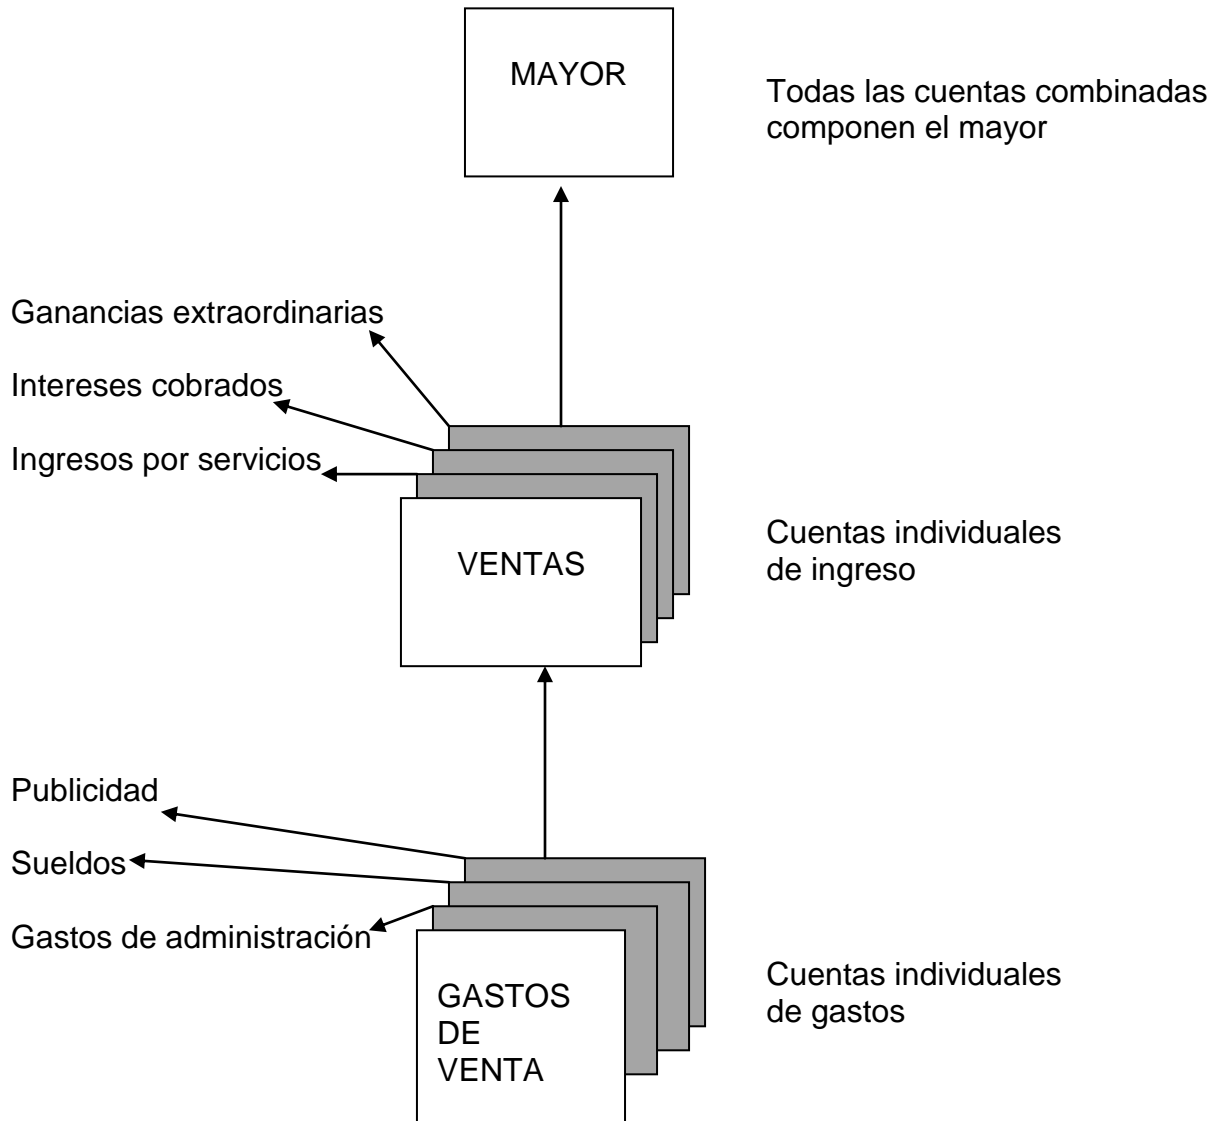 MAYOR
Todas las cuentas combinadas
componen el mayor
Ganancias extraordinarias
Intereses cobrados
Ingresos por servicios
VENTAS
Cuentas individuales
de ingreso
Publicidad
Sueldos
Gastos de administración
GASTOS
DE
VENTA
Cuentas individuales
de gastos